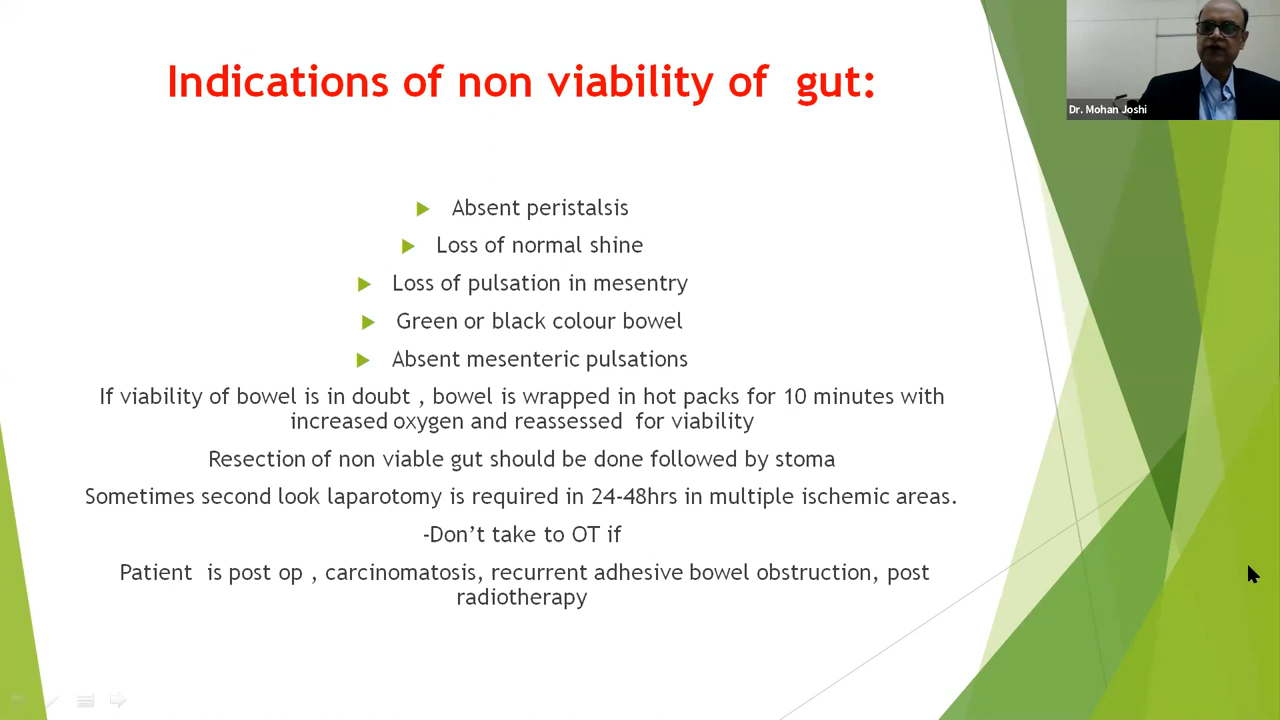 Indications of non viability of gut:
Dr. Mohan Joshi
Absent peristalsis
Loss of normal shine
Loss of pulsation in mesentry
Green or black colour bowel
Absent mesenteric pulsations
If viability of bowel is in doubt , bowel is wrapped in hot packs for 10 minutes with
increased oxygen and reassessed for viability
Resection of non viable gut should be done followed by stoma
Sometimes second look laparotomy is required in 24-48hrs in multiple ischemic areas.
-Don’t take to OT if
Patient is post op , carcinomatosis, recurrent adhesive bowel obstruction, post
radiotherapy